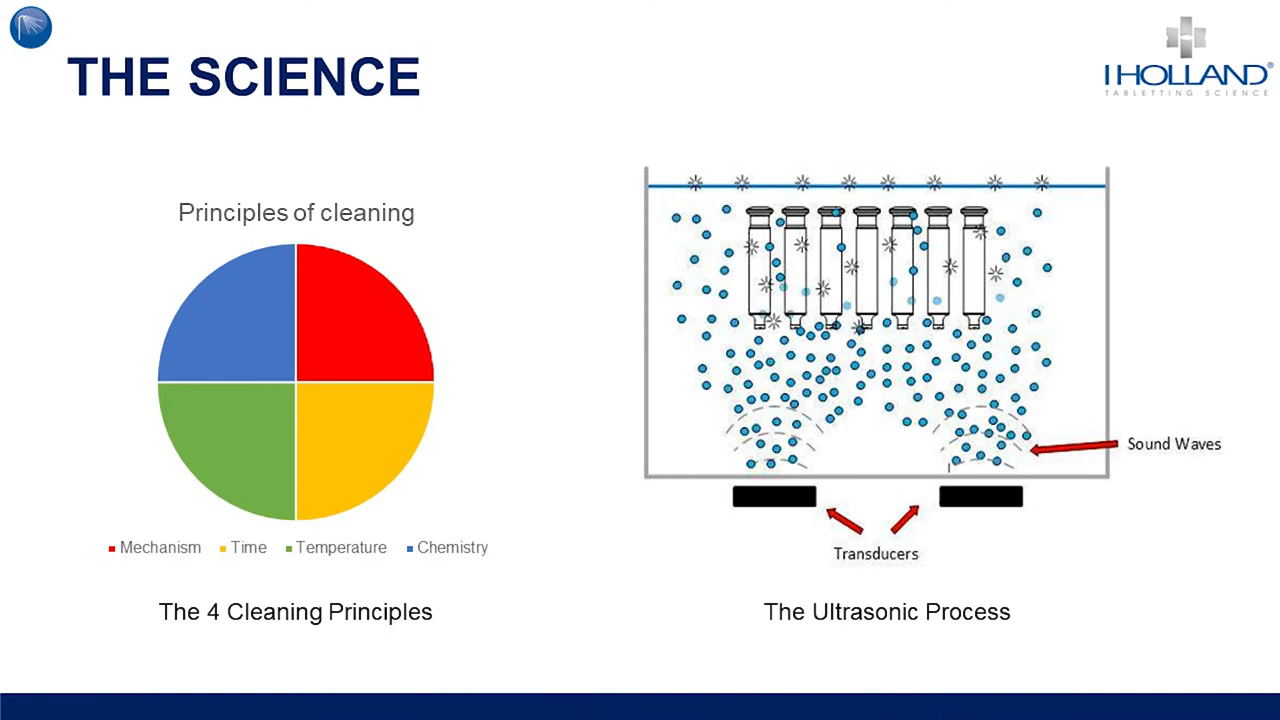 THE SCIENCE
I HOLLAND®
TABLETTING SCIENCE
Principles of cleaning
Mechanism Time Temperature Chemistry
The 4 Cleaning Principles
Sound Waves
Transducers
The Ultrasonic Process